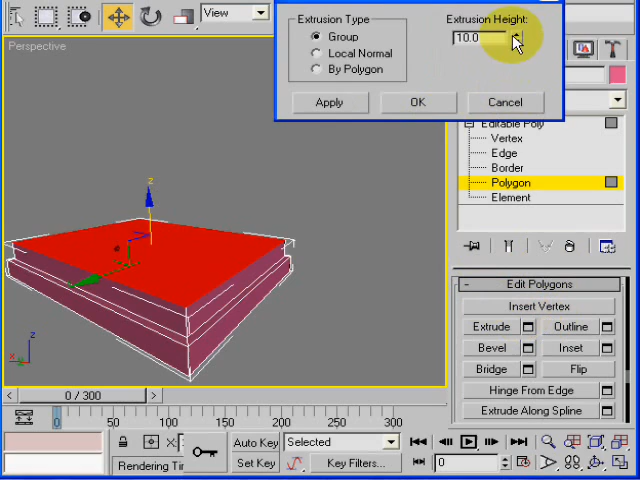 Extrusion Type
Extrusion Height:
Group
10.0
Local Normal
By Polygon
Apply
OK
Cancel
View
Perspective
Editable Poly
Vertex
Edge
Border
Polygon
Element
z
- Edit Polygons
Insert Vertex
Extrude
Outline
Bevel
Inset
Bridge
Flip
Hinge From Edge
Extrude Along Spline
z
x
y
< 0 / 300 >
0
50
100
150
200
250
300
X:
Auto Key
Selected
Rendering Tir
Set Key
Key Filters...
0